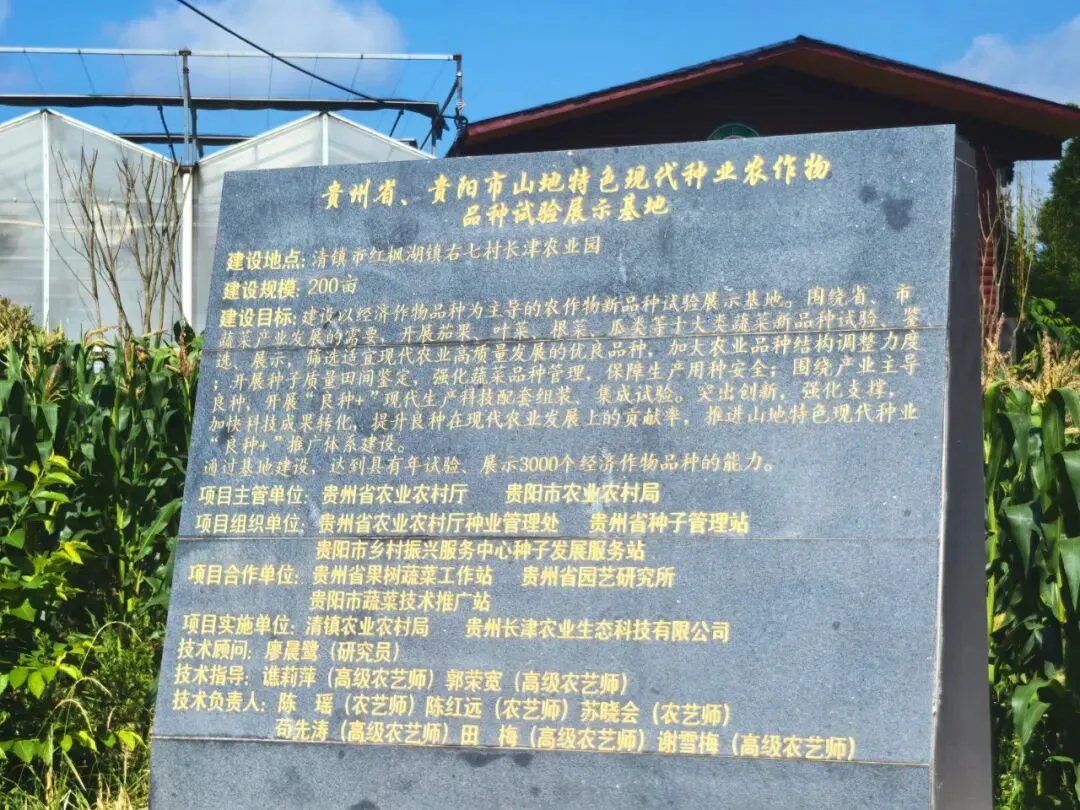 贵州省、贵阳市山地特色现代种业农作物
品种试验展示基地
建设地点:清镇市红枫湖镇右七村长津农业园
建设规模:200亩
建设目标:建设以经济作物品种为主导的农作物新品种试验展示基地。围绕省、市
蔬菜产业发展的需要,开展茄果、叶菜、根菜、瓜类等十大类蔬菜新品种试验、鉴
选、展示,筛选适宜现代农业高质量发展的优良品种,加大农业品种结构调整力度
;开展种子质量田间鉴定,强化蔬菜品种管理,保障生产用种安全;围绕产业主导
良种,开展“良种+”现代生产科技配套组装、集成试验。突出创新,强化支撑,
加快科技成果转化,提升良种在现代农业发展上的贡献率,推进山地特色现代种业
“良种+”推广体系建设。
通过基地建设,达到具有年试验、展示3000个经济作物品种的能力。
项目主管单位:贵州省农业农村厅 贵阳市农业农村局
项目组织单位:贵州省农业农村厅种业管理处 贵州省种子管理站
贵阳市乡村振兴服务中心种子发展服务站
项目合作单位:贵州省果树蔬菜工作站 贵州省园艺研究所
贵阳市蔬菜技术推广站
项目实施单位:清镇农业农村局 贵州长津农业生态科技有限公司
技术顾问:廖晨鹭(研究员)
技术指导:谯莉萍(高级农艺师)郭荣宽(高级农艺师)
技术负责人:陈 瑶(农艺师)陈红远(农艺师)苏晓会(农艺师)
苟先涛(高级农艺师)田 梅(高级农艺师)谢雪梅(高级农艺师)